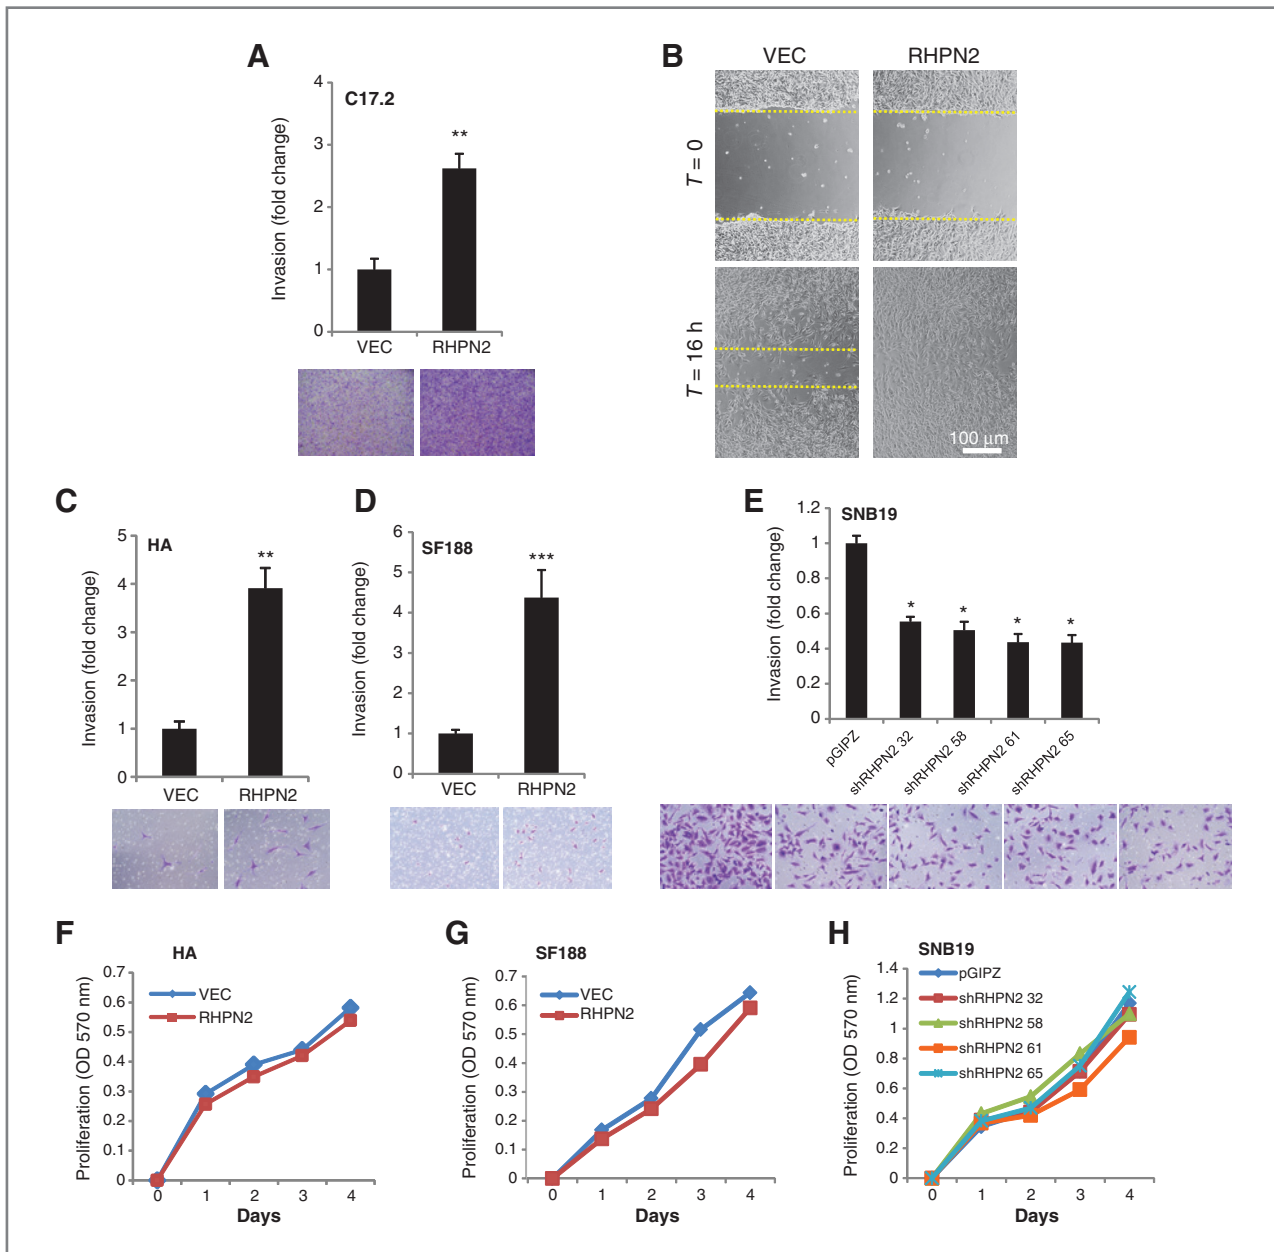 A
C17.2
Invasion (fold change)
4
3
2
1
0
**
VEC
RHPN2
B
VEC
RHPN2
T = 0
T = 16 h
100 μm
C
HA
Invasion (fold change)
5
4
3
2
1
0
**
VEC
RHPN2
D
SF188
Invasion (fold change)
6
5
4
3
2
1
0
***
VEC
RHPN2
E
SNB19
Invasion (fold change)
1.2
1
0.8
0.6
0.4
0.2
0
*
*
*
*
pGIPZ
shRHPN2 32
shRHPN2 58
shRHPN2 61
shRHPN2 65
F
HA
Proliferation (OD 570 nm)
0.7
0.6
0.5
0.4
0.3
0.2
0.1
0
VEC
RHPN2
0 1 2 3 4
Days
G
SF188
Proliferation (OD 570 nm)
0.7
0.6
0.5
0.4
0.3
0.2
0.1
0
VEC
RHPN2
0 1 2 3 4
Days
H
SNB19
Proliferation (OD 570 nm)
1.4
1.2
1
0.8
0.6
0.4
0.2
0
pGIPZ
shRHPN2 32
shRHPN2 58
shRHPN2 61
shRHPN2 65
0 1 2 3 4
Days